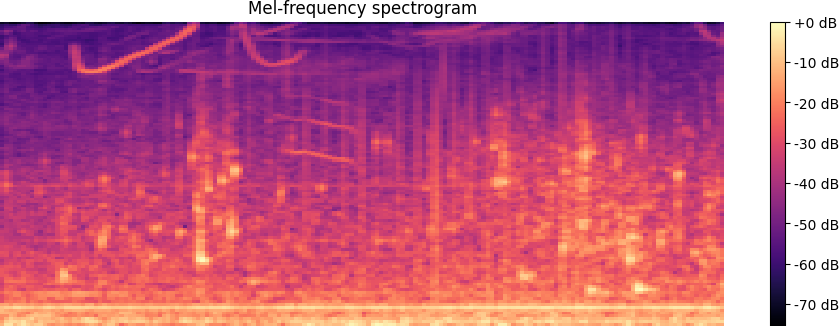 Mel-frequency spectrogram
+0 dB
-10 dB
-20 dB
-30 dB
-40 dB
-50 dB
-60 dB
-70 dB